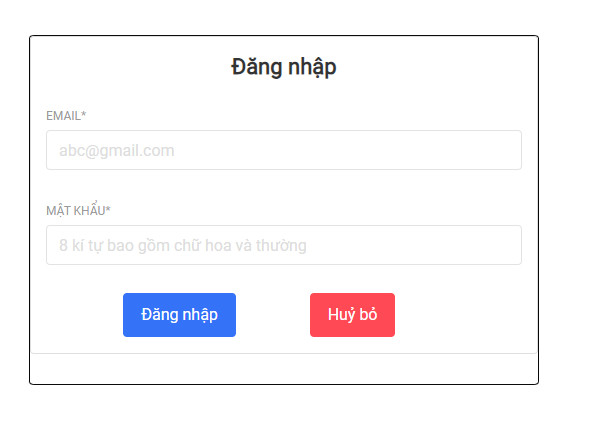 Đăng nhập
EMAIL*
abc@gmail.com
MẬT KHẨU*
8 kí tự bao gồm chữ hoa và thường
Đăng nhập
Huỷ bỏ